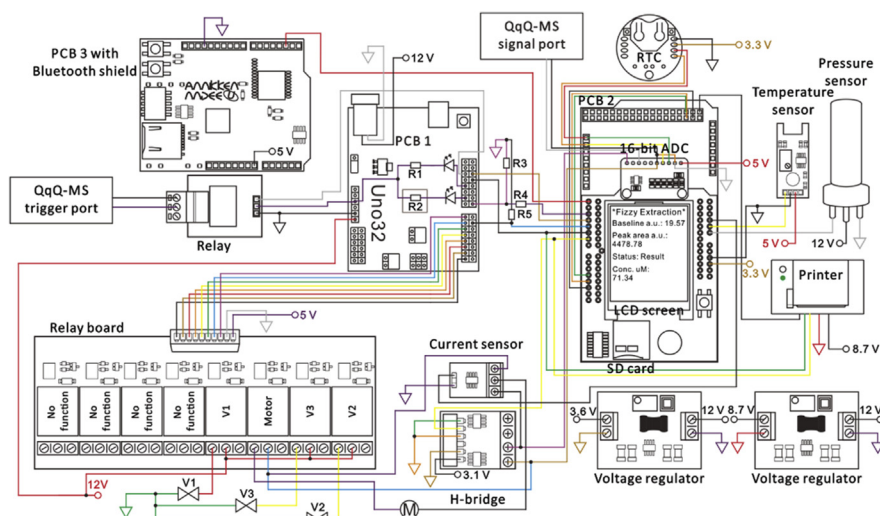 PCB 3 with
Bluetooth shield
5 V
12 V
QqQ-MS
signal port
RTC
3.3 V
Pressure
sensor
Temperature
sensor
PCB 2
PCB 1
16-bit ADC
5 V
R1
R2
R3
R4
R5
Uno32
QqQ-MS
trigger port
Relay
"Fizzy Extraction"
Baseline a.u.: 19.57
Peak area a.u.:
4478.78
Status: Result
Conc. uM:
71.34
LCD screen
SD card
5 V
12 V
3.3 V
Printer
8.7 V
5 V
Relay board
No
function
No
function
No
function
No
function
V1
Motor
V3
V2
Current sensor
H-bridge
3.1 V
3.6 V
12 V
Voltage regulator
8.7 V
12 V
Voltage regulator
12V
V1
V3
V2
M